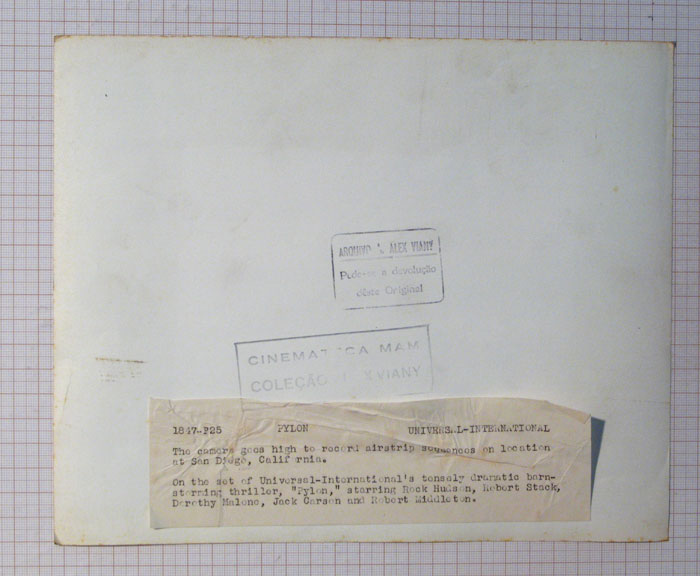 ARQUIVO ALEX VIANY
Pede-se a devolução
dêste Original
CINEMATECA MAM
COLEÇÃO ALEX VIANY
1847-P25 PYLON UNIVERSAL-INTERNATIONAL
The camera goes high to record airstrip sequences on location
at San Diego, California.
On the set of Universal-International's tensely dramatic barn-
storming thriller, "Pylon," starring Rock Hudson, Robert Stack,
Dorothy Malone, Jack Carson and Robert Middleton.